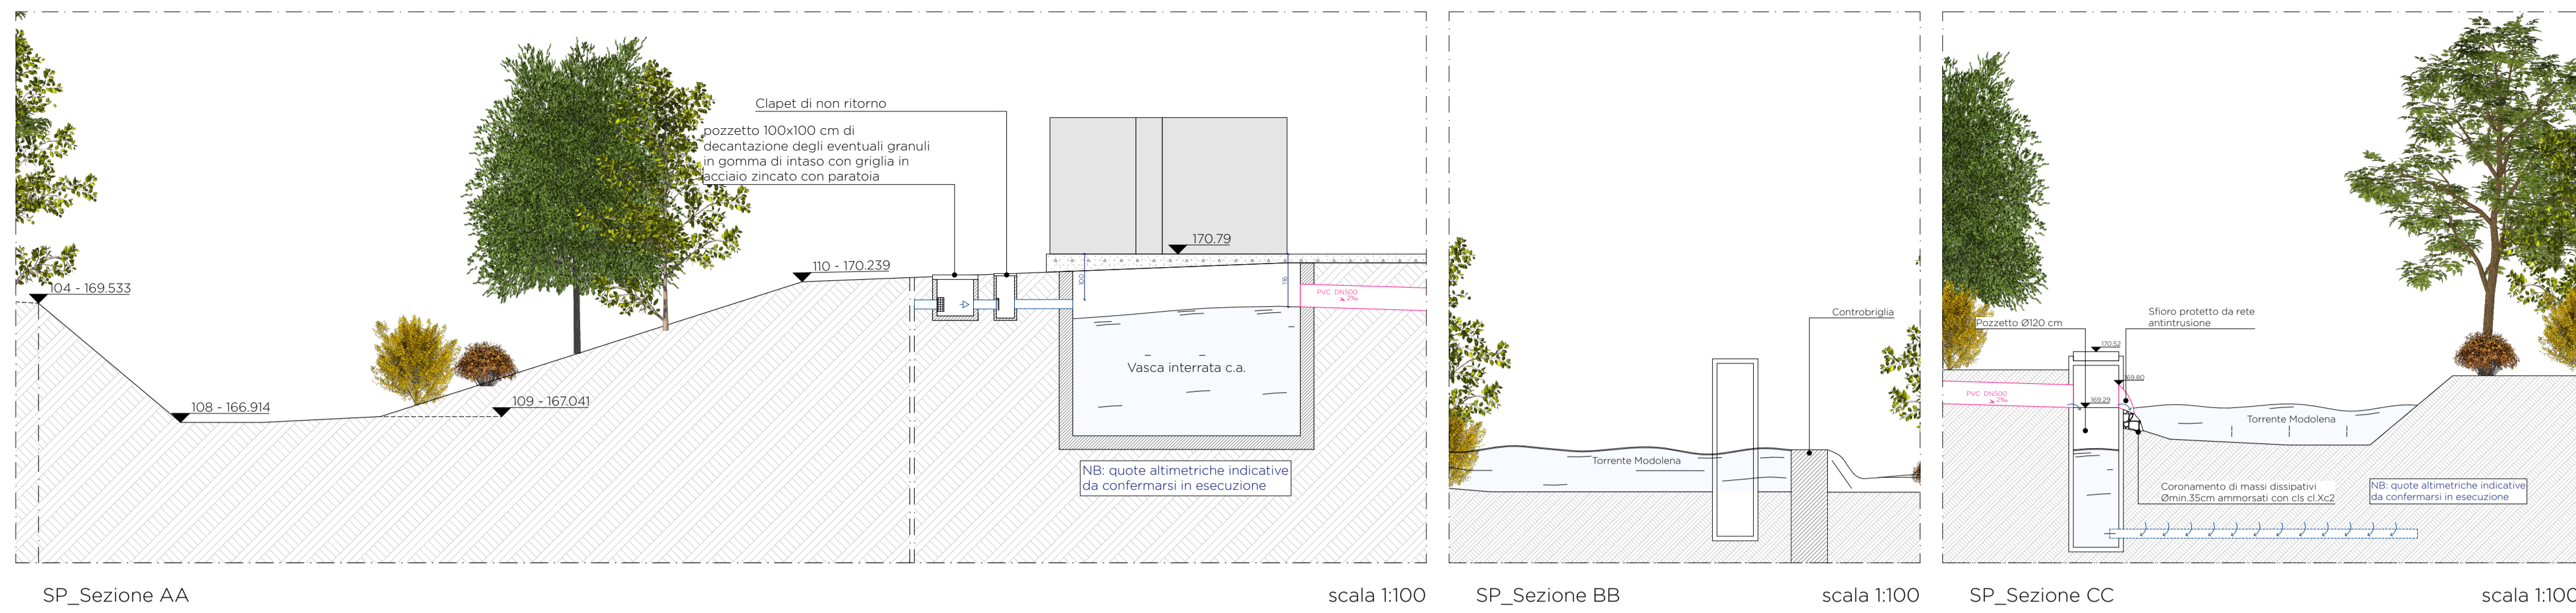 Clapet di non ritorno
pozzetto 100x100 cm di
decantazione degli eventuali granuli
in gomma di intaso con griglia in
acciaio zincato con paratoia
170.79
110 - 170.239
104 - 169.533
108 - 166.914
109 - 167.041
100
116
PVC DN500
2‰
Vasca interrata c.a.
NB: quote altimetriche indicative
da confermarsi in esecuzione
SP_Sezione AA
scala 1:100
Controbriglia
Torrente Modolena
SP_Sezione BB
scala 1:100
Pozzetto Ø120 cm
Sfioro protetto da rete
antintrusione
170.52
169.80
169.29
PVC DN500
2‰
Torrente Modolena
Coronamento di massi dissipativi
Ømin.35cm ammorsati con cls cl.Xc2
NB: quote altimetriche indicative
da confermarsi in esecuzione
SP_Sezione CC
scala 1:100